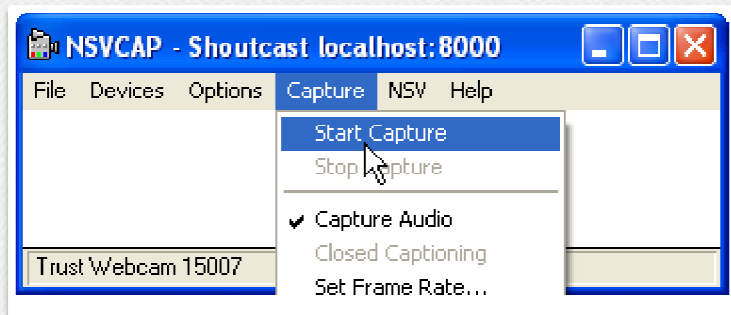 NSVCAP - Shoutcast localhost:8000
File Devices Options Capture NSV Help
Start Capture
Stop Capture
Capture Audio
Closed Captioning
Trust Webcam 15007
Set Frame Rate...